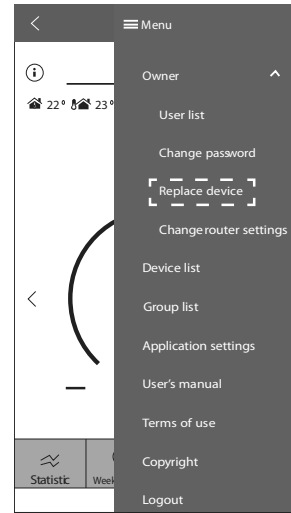 Menu
Owner
22° 23°
User list
Change password
Replace device
Change router settings
Device list
Group list
Application settings
User's manual
Terms of use
Copyright
Statistic Week
Logout